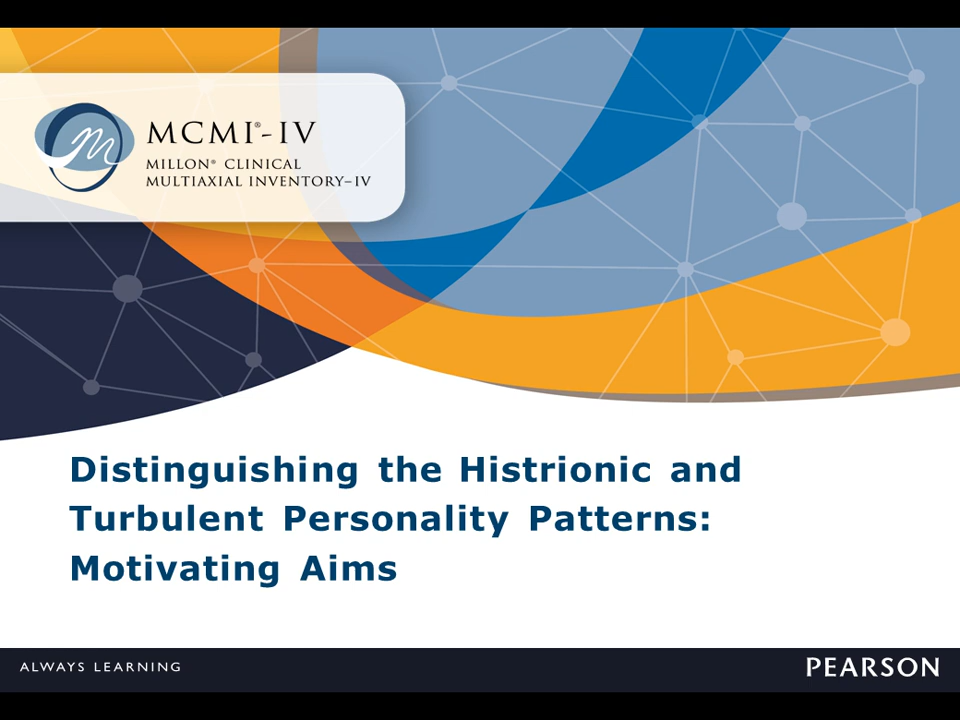 MCMI®-IV
MILLON® CLINICAL
MULTIAXIAL INVENTORY–IV
Distinguishing the Histrionic and
Turbulent Personality Patterns:
Motivating Aims
ALWAYS LEARNING
PEARSON